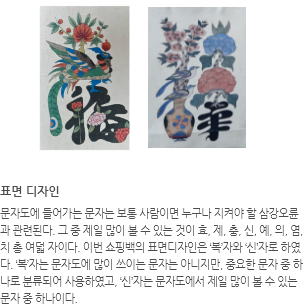 표면 디자인
문자도에 들어가는 문자는 보통 사람이면 누구나 지켜야 할 삼강오륜
과 관련된다. 그 중 제일 많이 볼 수 있는 것이 효, 제, 충, 신, 예, 의, 염,
치 총 여덟 자이다. 이번 쇼핑백의 표면디자인은 ‘복’자와 ‘신’자로 하였
다. ‘복’자는 문자도에 많이 쓰이는 문자는 아니지만, 중요한 문자 중 하
나로 분류되어 사용하였고, ‘신’자는 문자도에서 제일 많이 볼 수 있는
문자 중 하나이다.